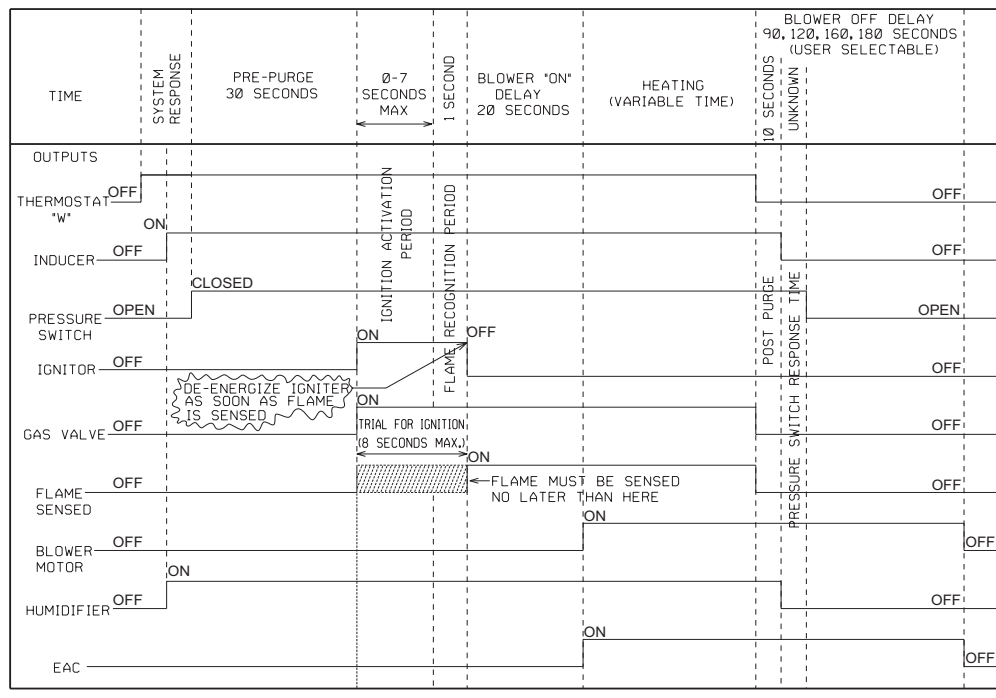 TIME
SYSTEM
RESPONSE
PRE-PURGE
30 SECONDS
0-7
SECONDS
MAX
1 SECOND
BLOWER "ON"
DELAY
20 SECONDS
HEATING
(VARIABLE TIME)
10 SECONDS
UNKNOWN
BLOWER OFF DELAY
90,120,160,180 SECONDS
(USER SELECTABLE)
OUTPUTS
THERMOSTAT
"W"
OFF
OFF
INDUCER
OFF
ON
OFF
PRESSURE
SWITCH
OPEN
CLOSED
OPEN
IGNITOR
OFF
ON
OFF
OFF
IGNITION ACTIVATION
PERIOD
FLAME RECOGNITION PERIOD
POST PURGE
PRESSURE SWITCH RESPONSE TIME
DE-ENERGIZE IGNITER
AS SOON AS FLAME
IS SENSED
GAS VALVE
OFF
ON
OFF
TRIAL FOR IGNITION
(8 SECONDS MAX.)
FLAME
SENSED
OFF
ON
OFF
FLAME MUST BE SENSED
NO LATER THAN HERE
BLOWER
MOTOR
OFF
ON
OFF
HUMIDIFIER
OFF
ON
OFF
EAC
ON
OFF